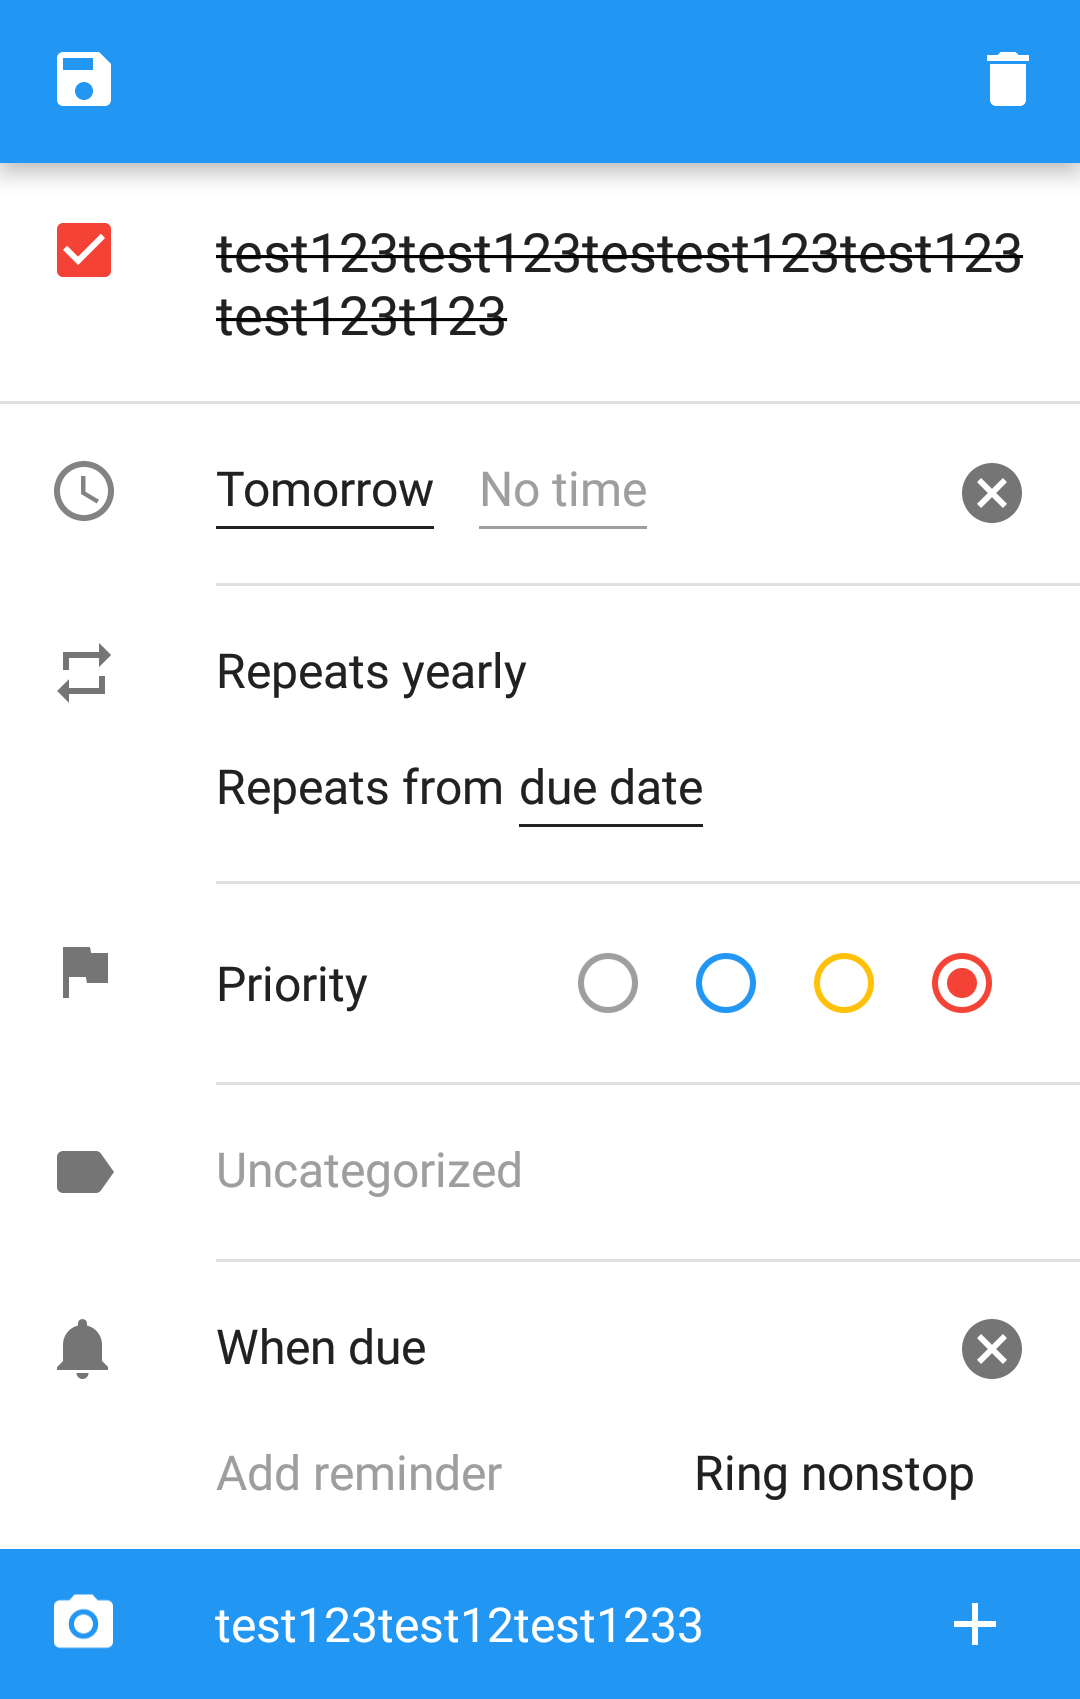 test123test123testest123test123
test123t123
Tomorrow No time
Repeats yearly
Repeats from due date
Priority
Uncategorized
When due
Add reminder Ring nonstop
test123test12test1233